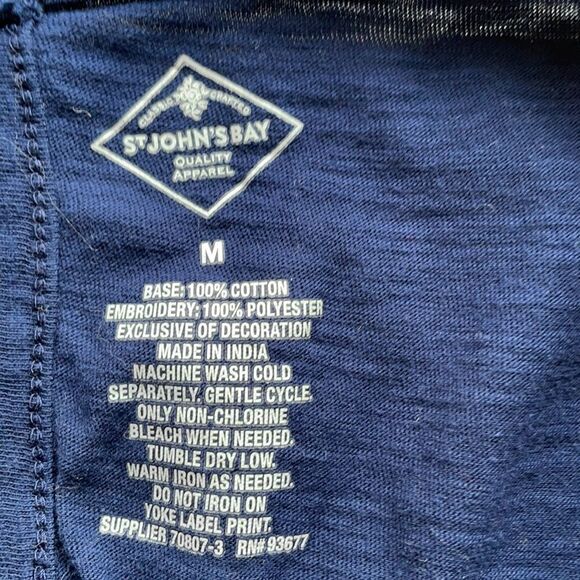 CLASSIC CRAFTED
ST JOHN'S BAY
QUALITY
APPAREL
M
BASE: 100% COTTON
EMBROIDERY: 100% POLYESTER
EXCLUSIVE OF DECORATION
MADE IN INDIA
MACHINE WASH COLD
SEPARATELY. GENTLE CYCLE.
ONLY NON-CHLORINE
BLEACH WHEN NEEDED.
TUMBLE DRY LOW.
WARM IRON AS NEEDED.
DO NOT IRON ON
YOKE LABEL PRINT.
SUPPLIER 70807-3 RN# 93677